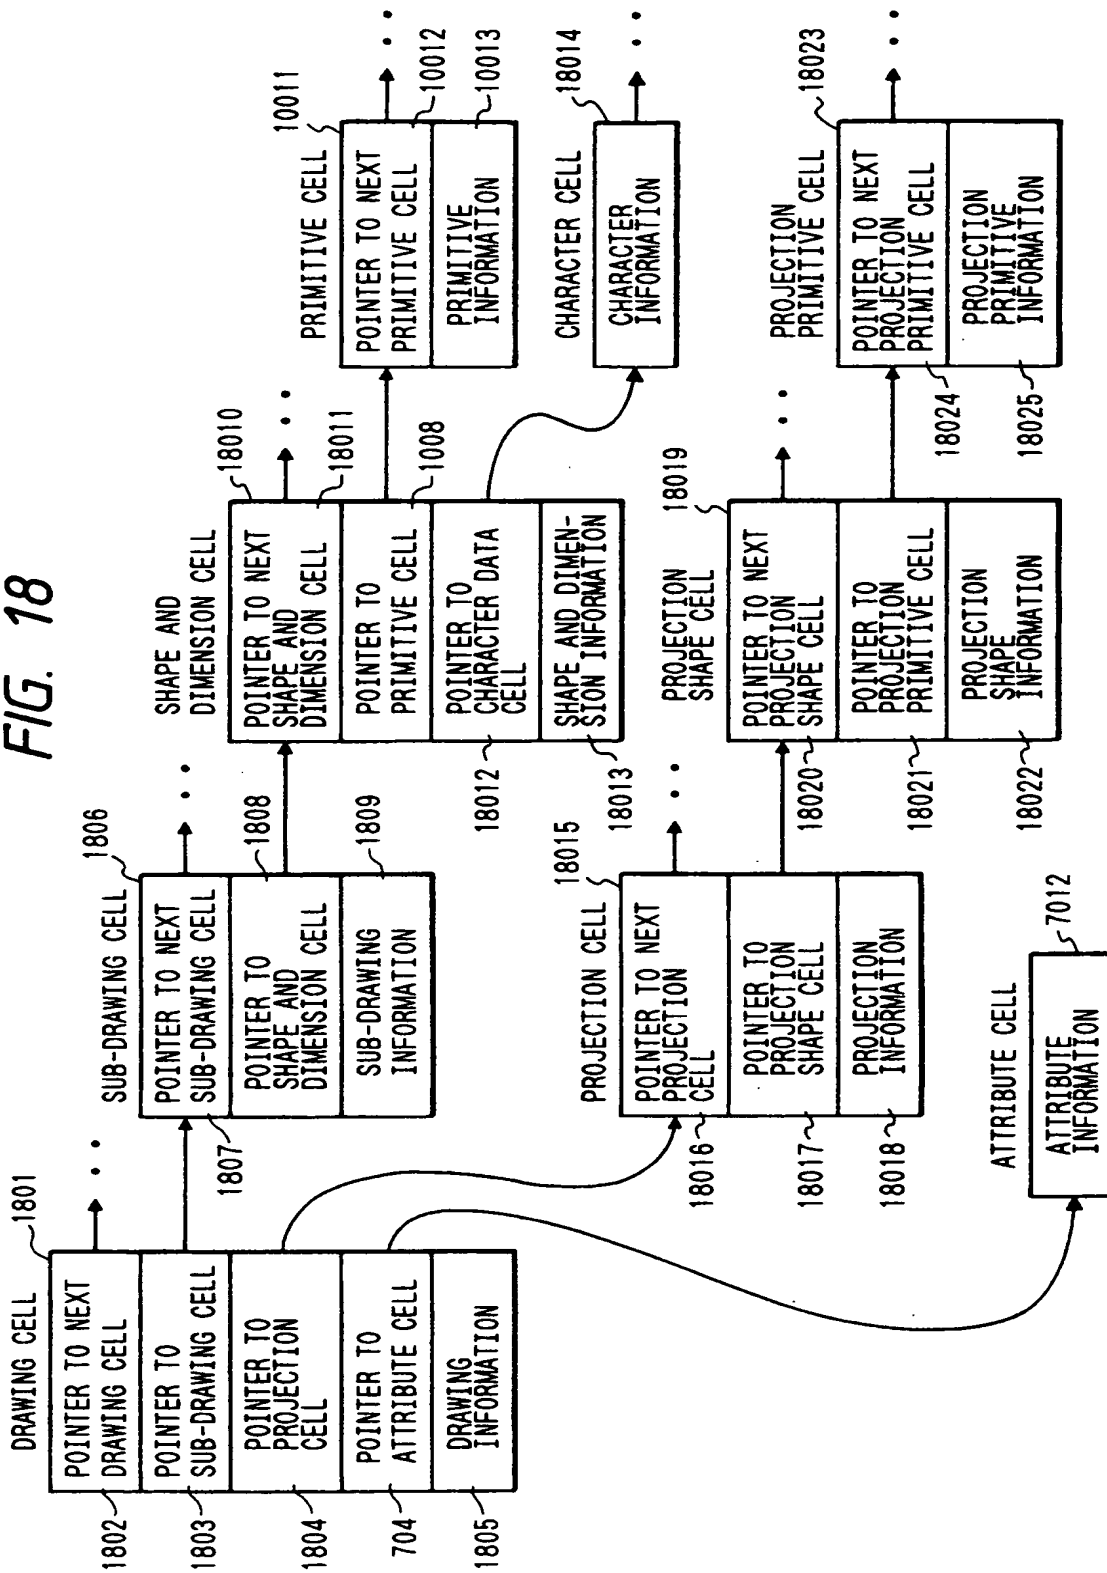 FIG. 18
DRAWING CELL
1801
POINTER TO NEXT
DRAWING CELL
1802
POINTER TO
SUB-DRAWING CELL
1803
POINTER TO
PROJECTION
CELL
1804
POINTER TO
ATTRIBUTE CELL
704
DRAWING
INFORMATION
1805
SUB-DRAWING CELL
1806
POINTER TO NEXT
SUB-DRAWING CELL
1807
POINTER TO
SHAPE AND
DIMENSION CELL
1808
SUB-DRAWING
INFORMATION
1809
SHAPE AND
DIMENSION CELL
18010
POINTER TO NEXT
SHAPE AND
DIMENSION CELL
18011
POINTER TO
PRIMITIVE CELL
1008
POINTER TO
CHARACTER DATA
CELL
18012
SHAPE AND DIMEN-
SION INFORMATION
18013
PRIMITIVE CELL
10011
POINTER TO NEXT
PRIMITIVE CELL
10012
PRIMITIVE
INFORMATION
10013
CHARACTER CELL
18014
CHARACTER
INFORMATION
PROJECTION CELL
18015
POINTER TO NEXT
PROJECTION
CELL
18016
POINTER TO
PROJECTION
SHAPE CELL
18017
PROJECTION
INFORMATION
18018
PROJECTION
SHAPE CELL
18019
POINTER TO NEXT
PROJECTION
SHAPE CELL
18020
POINTER TO
PROJECTION
PRIMITIVE CELL
18021
PROJECTION
SHAPE
INFORMATION
18022
PROJECTION
PRIMITIVE CELL
18023
POINTER TO NEXT
PROJECTION
PRIMITIVE CELL
18024
PROJECTION
PRIMITIVE
INFORMATION
18025
ATTRIBUTE CELL
7012
ATTRIBUTE
INFORMATION